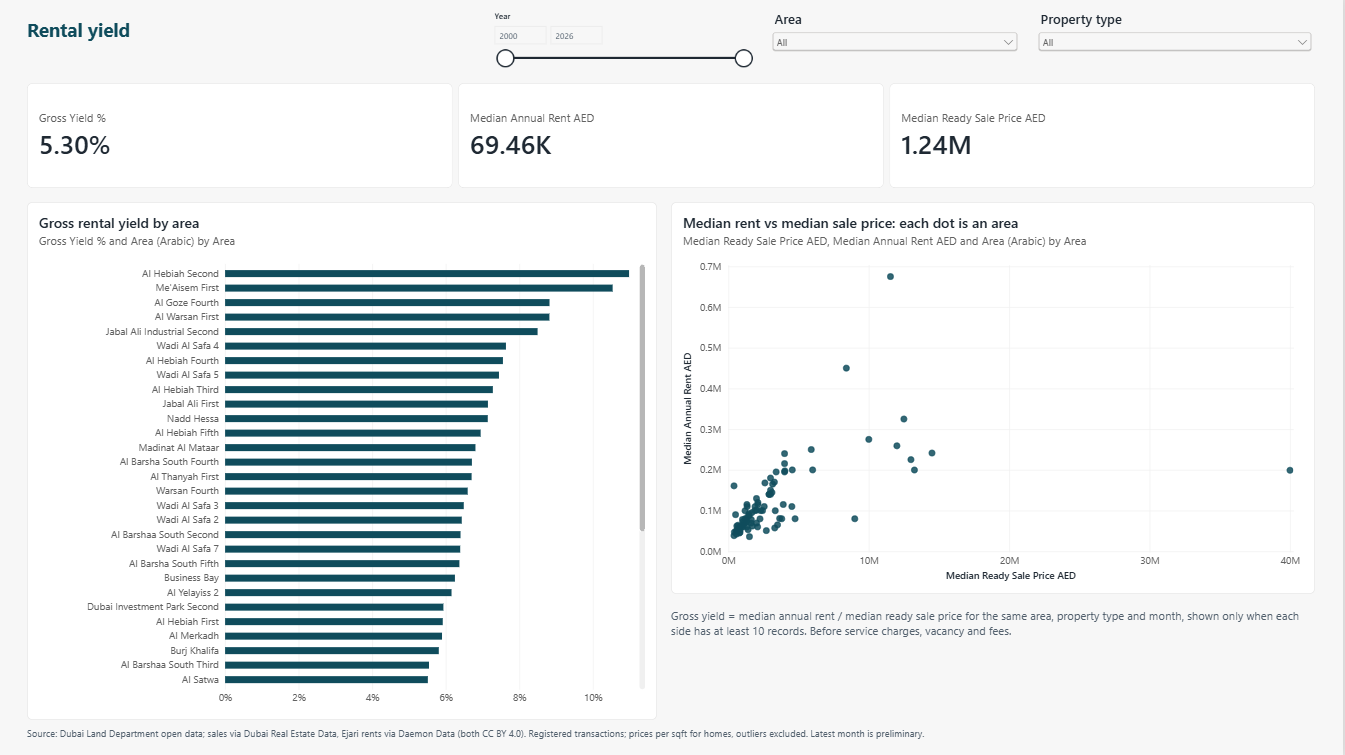 Rental yield
Year
2000
2026
Area
All
Property type
All
Gross Yield %
5.30%
Median Annual Rent AED
69.46K
Median Ready Sale Price AED
1.24M
Gross rental yield by area
Gross Yield % and Area (Arabic) by Area
Al Hebiah Second
Me'Aisem First
Al Goze Fourth
Al Warsan First
Jabal Ali Industrial Second
Wadi Al Safa 4
Al Hebiah Fourth
Wadi Al Safa 5
Al Hebiah Third
Jabal Ali First
Nadd Hessa
Al Hebiah Fifth
Madinat Al Mataar
Al Barsha South Fourth
Al Thanyah First
Warsan Fourth
Wadi Al Safa 3
Wadi Al Safa 2
Al Barshaa South Second
Wadi Al Safa 7
Al Barsha South Fifth
Business Bay
Al Yelayiss 2
Dubai Investment Park Second
Al Hebiah First
Al Merkadh
Burj Khalifa
Al Barshaa South Third
Al Satwa
0% 2% 4% 6% 8% 10%
Median rent vs median sale price: each dot is an area
Median Ready Sale Price AED, Median Annual Rent AED and Area (Arabic) by Area
Median Annual Rent AED
0.7M
0.6M
0.5M
0.4M
0.3M
0.2M
0.1M
0.0M
0M 10M 20M 30M 40M
Median Ready Sale Price AED
Gross yield = median annual rent / median ready sale price for the same area, property type and month, shown only when each
side has at least 10 records. Before service charges, vacancy and fees.
Source: Dubai Land Department open data; sales via Dubai Real Estate Data, Ejari rents via Daemon Data (both CC BY 4.0). Registered transactions; prices per sqft for homes, outliers excluded. Latest month is preliminary.